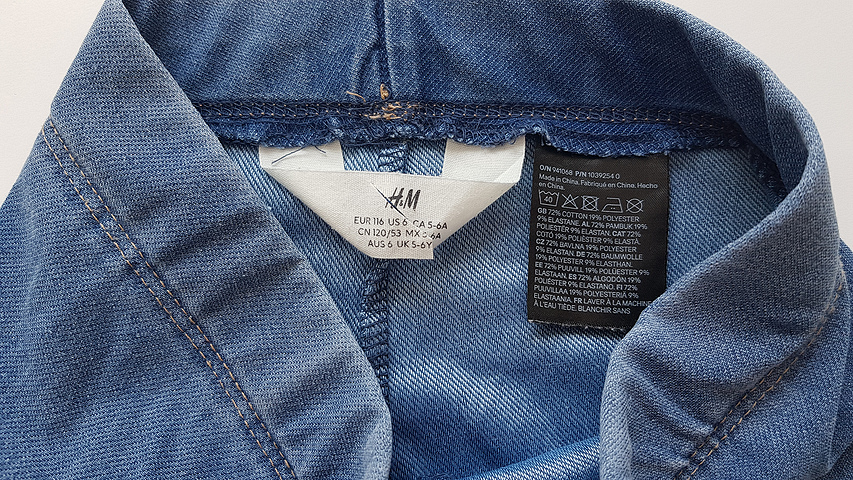 H&M
EUR 116 US 6 CA 5-6A
CN 120/53 MX 5-6A
AUS 6 UK 5-6Y
O/N 941068 P/N 1039254 0
Made in China, Fabriqué en Chine, Hecho
en China.
40
GB 72% COTTON 19% POLYESTER
9% ELASTANE. AL 72% PAMBUK 19%
POLIESTËR 9% ELASTAN. CAT 72%
COTÓ 19% POLIÈSTER 9% ELASTÀ.
CZ 72% BAVLNA 19% POLYESTER
9% ELASTAN. DE 72% BAUMWOLLE
19% POLYESTER 9% ELASTHAN.
EE 72% PUUVILL 19% POLÜESTER 9%
ELASTAAN. ES 72% ALGODÓN 19%
POLIÉSTER 9% ELASTANO. FI 72%
PUUVILLAA 19% POLYESTERIÄ 9%
ELASTAANIA. FR LAVER À LA MACHINE
À L'EAU TIÈDE. BLANCHIR SANS